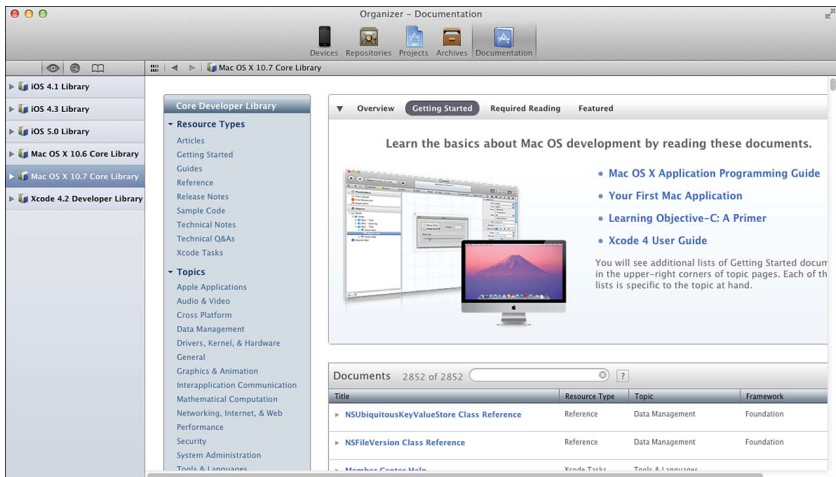 Organizer – Documentation
Devices Repositories Projects Archives Documentation
Mac OS X 10.7 Core Library
iOS 4.1 Library
iOS 4.3 Library
iOS 5.0 Library
Mac OS X 10.6 Core Library
Mac OS X 10.7 Core Library
Xcode 4.2 Developer Library
Core Developer Library
Resource Types
Articles
Getting Started
Guides
Reference
Release Notes
Sample Code
Technical Notes
Technical Q&As
Xcode Tasks
Topics
Apple Applications
Audio & Video
Cross Platform
Data Management
Drivers, Kernel, & Hardware
General
Graphics & Animation
Interapplication Communication
Mathematical Computation
Networking, Internet, & Web
Performance
Security
System Administration
Tools & Languages
Overview Getting Started Required Reading Featured
Learn the basics about Mac OS development by reading these documents.
Mac OS X Application Programming Guide
Your First Mac Application
Learning Objective-C: A Primer
Xcode 4 User Guide
You will see additional lists of Getting Started docum
in the upper-right corners of topic pages. Each of th
lists is specific to the topic at hand.
Documents 2852 of 2852 ?
Title Resource Type Topic Framework
NSUbiquitousKeyValueStore Class Reference Reference Data Management Foundation
NSFileVersion Class Reference Reference Data Management Foundation
Member Center Help Xcode Tasks Tools & Languages